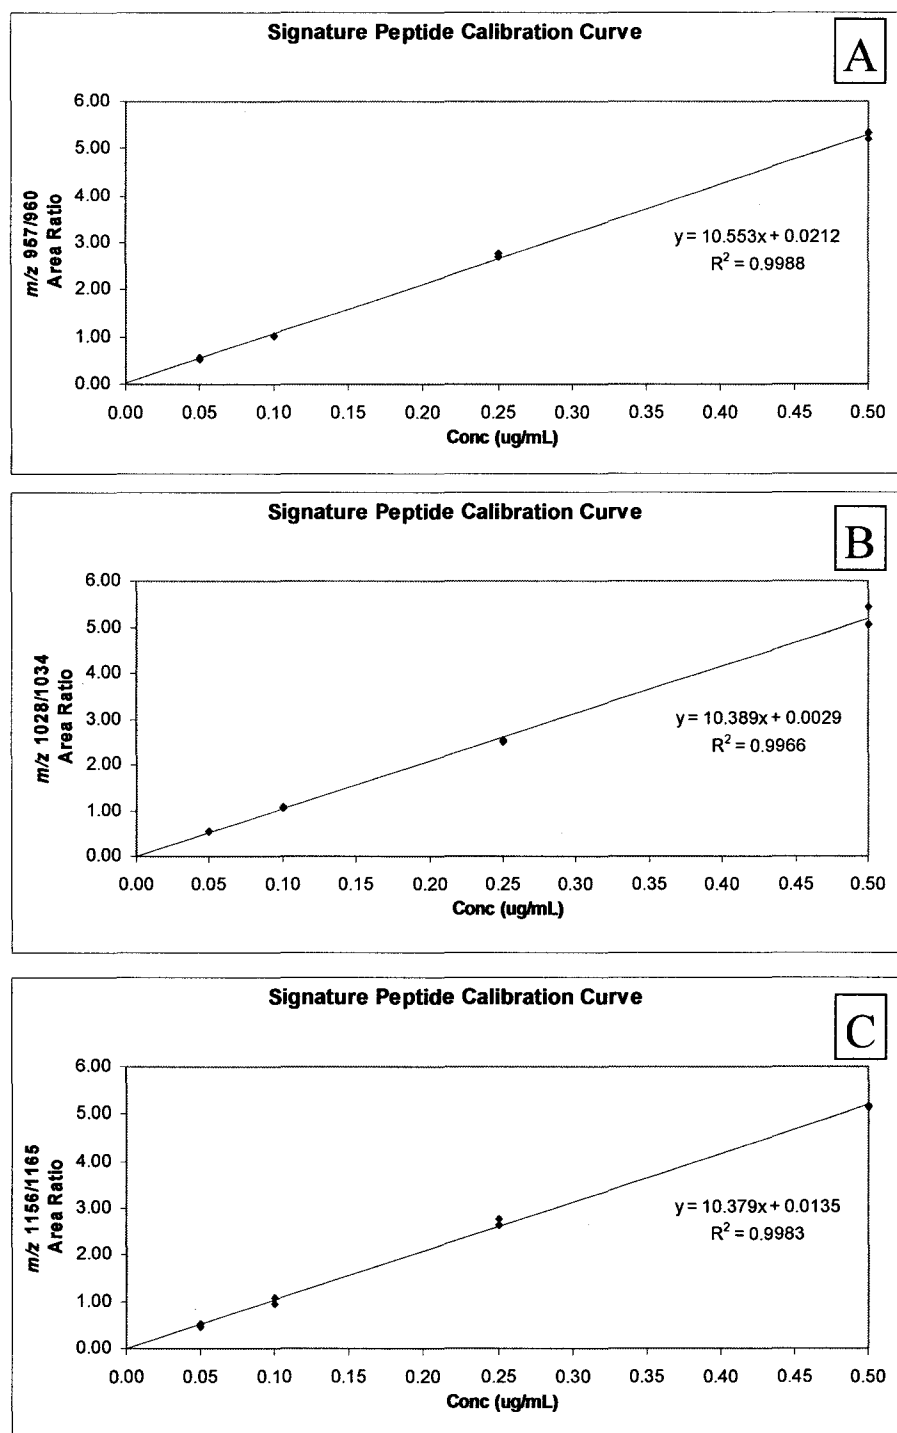 Signature Peptide Calibration Curve
A
6.00
5.00
4.00
3.00
2.00
1.00
0.00
m/z 957/960
Area Ratio
y = 10.553x + 0.0212
R² = 0.9988
0.00 0.05 0.10 0.15 0.20 0.25 0.30 0.35 0.40 0.45 0.50
Conc (ug/mL)
Signature Peptide Calibration Curve
B
6.00
5.00
4.00
3.00
2.00
1.00
0.00
m/z 1028/1034
Area Ratio
y = 10.389x + 0.0029
R² = 0.9966
0.00 0.05 0.10 0.15 0.20 0.25 0.30 0.35 0.40 0.45 0.50
Conc (ug/mL)
Signature Peptide Calibration Curve
C
6.00
5.00
4.00
3.00
2.00
1.00
0.00
m/z 1156/1165
Area Ratio
y = 10.379x + 0.0135
R² = 0.9983
0.00 0.05 0.10 0.15 0.20 0.25 0.30 0.35 0.40 0.45 0.50
Conc (ug/mL)